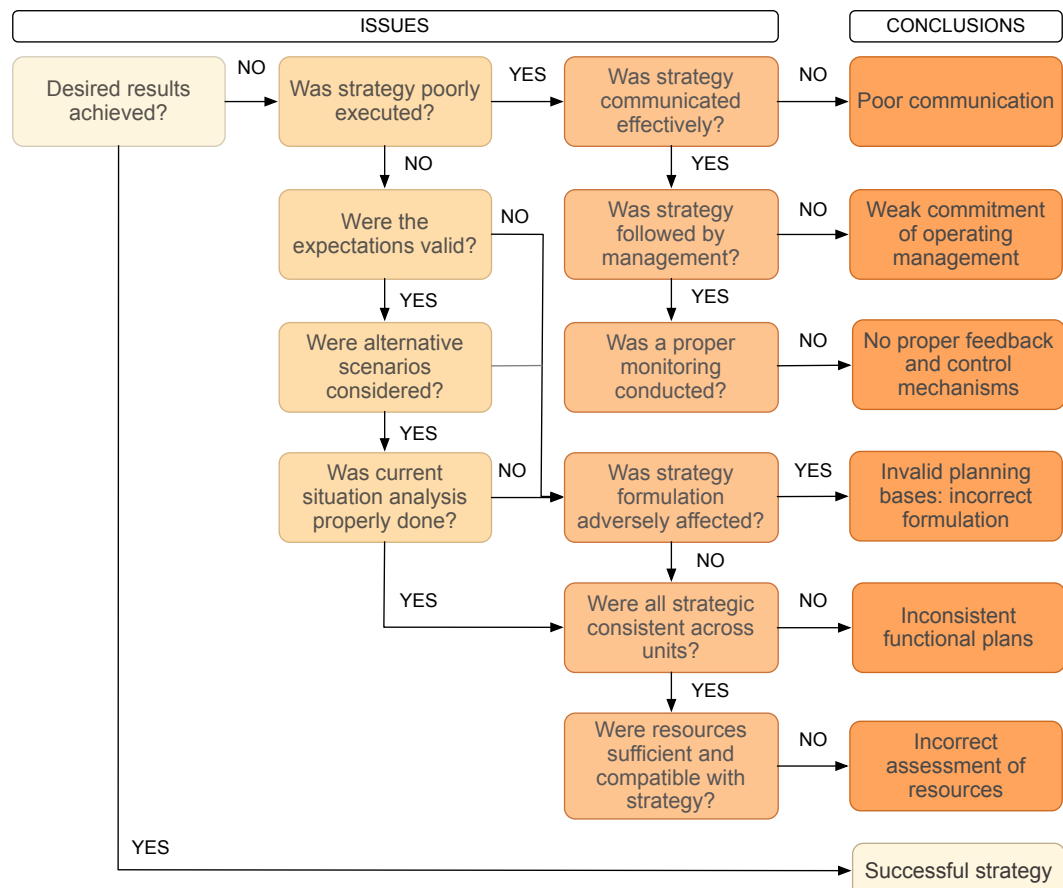 ISSUES
CONCLUSIONS
Desired results
achieved?
NO
Was strategy poorly
executed?
YES
Was strategy
communicated
effectively?
NO
Poor communication
NO
YES
Were the
expectations valid?
NO
Was strategy
followed by
management?
NO
Weak commitment
of operating
management
YES
YES
Were alternative
scenarios
considered?
Was a proper
monitoring
conducted?
NO
No proper feedback
and control
mechanisms
YES
Was current
situation analysis
properly done?
NO
Was strategy
formulation
adversely affected?
YES
Invalid planning
bases: incorrect
formulation
NO
YES
Were all strategic
consistent across
units?
NO
Inconsistent
functional plans
YES
Were resources
sufficient and
compatible with
strategy?
NO
Incorrect
assessment of
resources
YES
Successful strategy